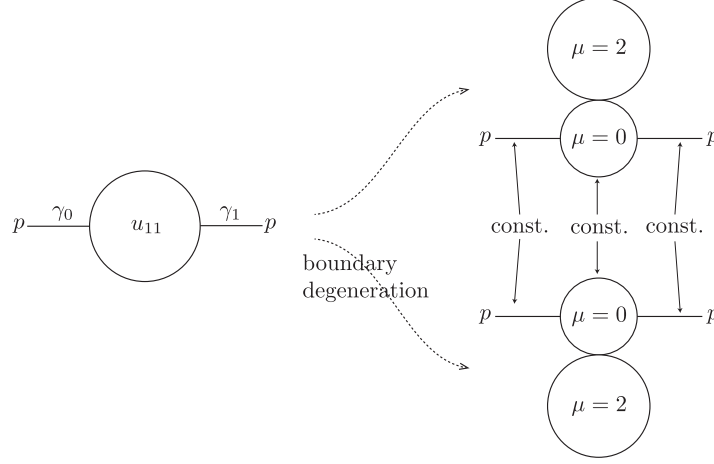 μ = 2
p μ = 0 p
γ0 γ1
p u11 p
const. const. const.
boundary
degeneration
p μ = 0 p
μ = 2